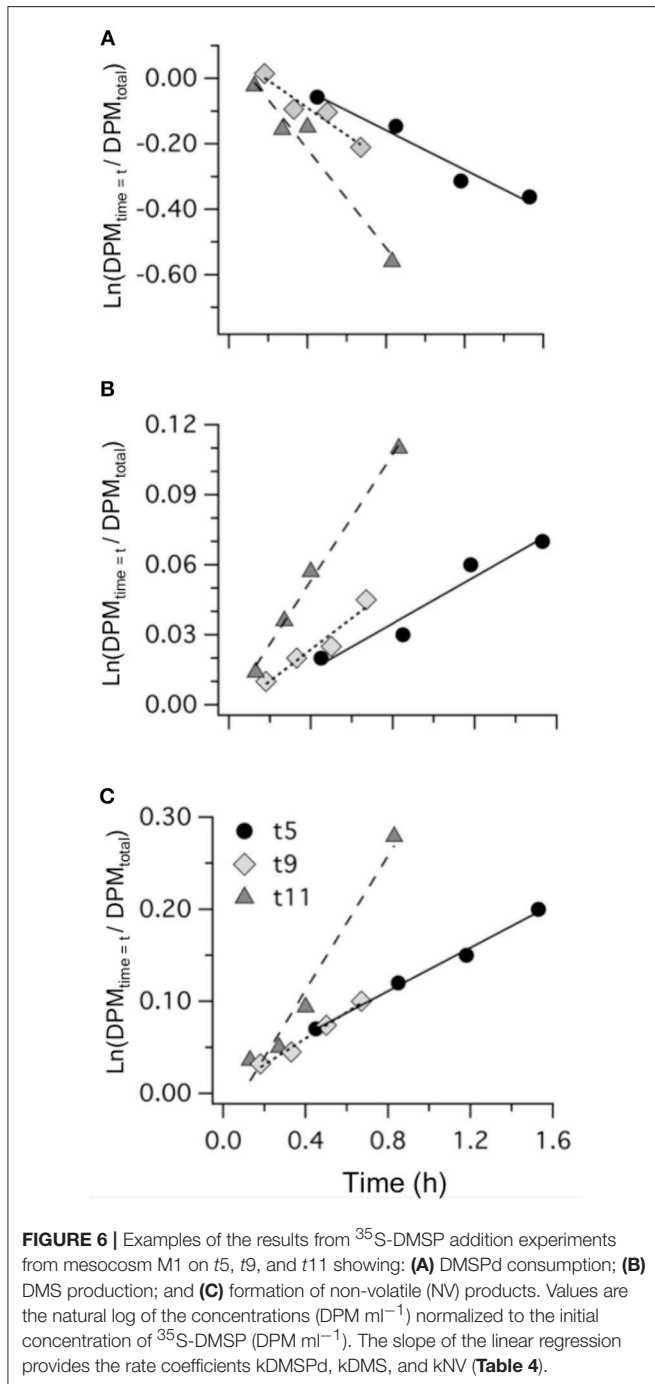 A
Ln(DPMtime = t / DPMtotal)
0.00
-0.20
-0.40
-0.60
B
Ln(DPMtime = t / DPMtotal)
0.12
0.09
0.06
0.03
0.00
C
Ln(DPMtime = t / DPMtotal)
0.30
0.20
0.10
0.00
t5
t9
t11
0.0 0.4 0.8 1.2 1.6
Time (h)
FIGURE 6 | Examples of the results from ³⁵S-DMSP addition experiments
from mesocosm M1 on t5, t9, and t11 showing: (A) DMSPd consumption; (B)
DMS production; and (C) formation of non-volatile (NV) products. Values are
the natural log of the concentrations (DPM ml⁻¹) normalized to the initial
concentration of ³⁵S-DMSP (DPM ml⁻¹). The slope of the linear regression
provides the rate coefficients kDMSPd, kDMS, and kNV (Table 4).